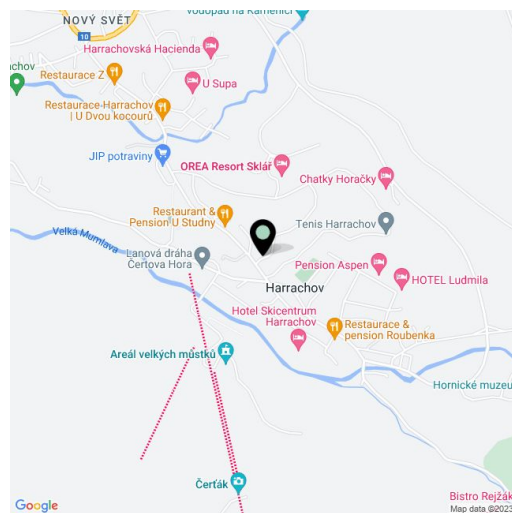 vodopád na Kamenici
NOVÝ SVĚT
10
Harrachovská Hacienda
achov
Restaurace Z
U Supa
Restaurace-Harrachov
| U Dvou kocourů
JIP potraviny
OREA Resort Sklář
Chatky Horačky
Restaurant &
Pension U Studny
Tenis Harrachov
Velká Mumlava
Lanová dráha
Čertova Hora
Pension Aspen
HOTEL Ludmila
Harrachov
Hotel Skicentrum
Harrachov
Restaurace &
pension Roubenka
Areál velkých můstků
Hornické muzeu
Čerťák
Bistro Rejžák
Google
Map data ©2023